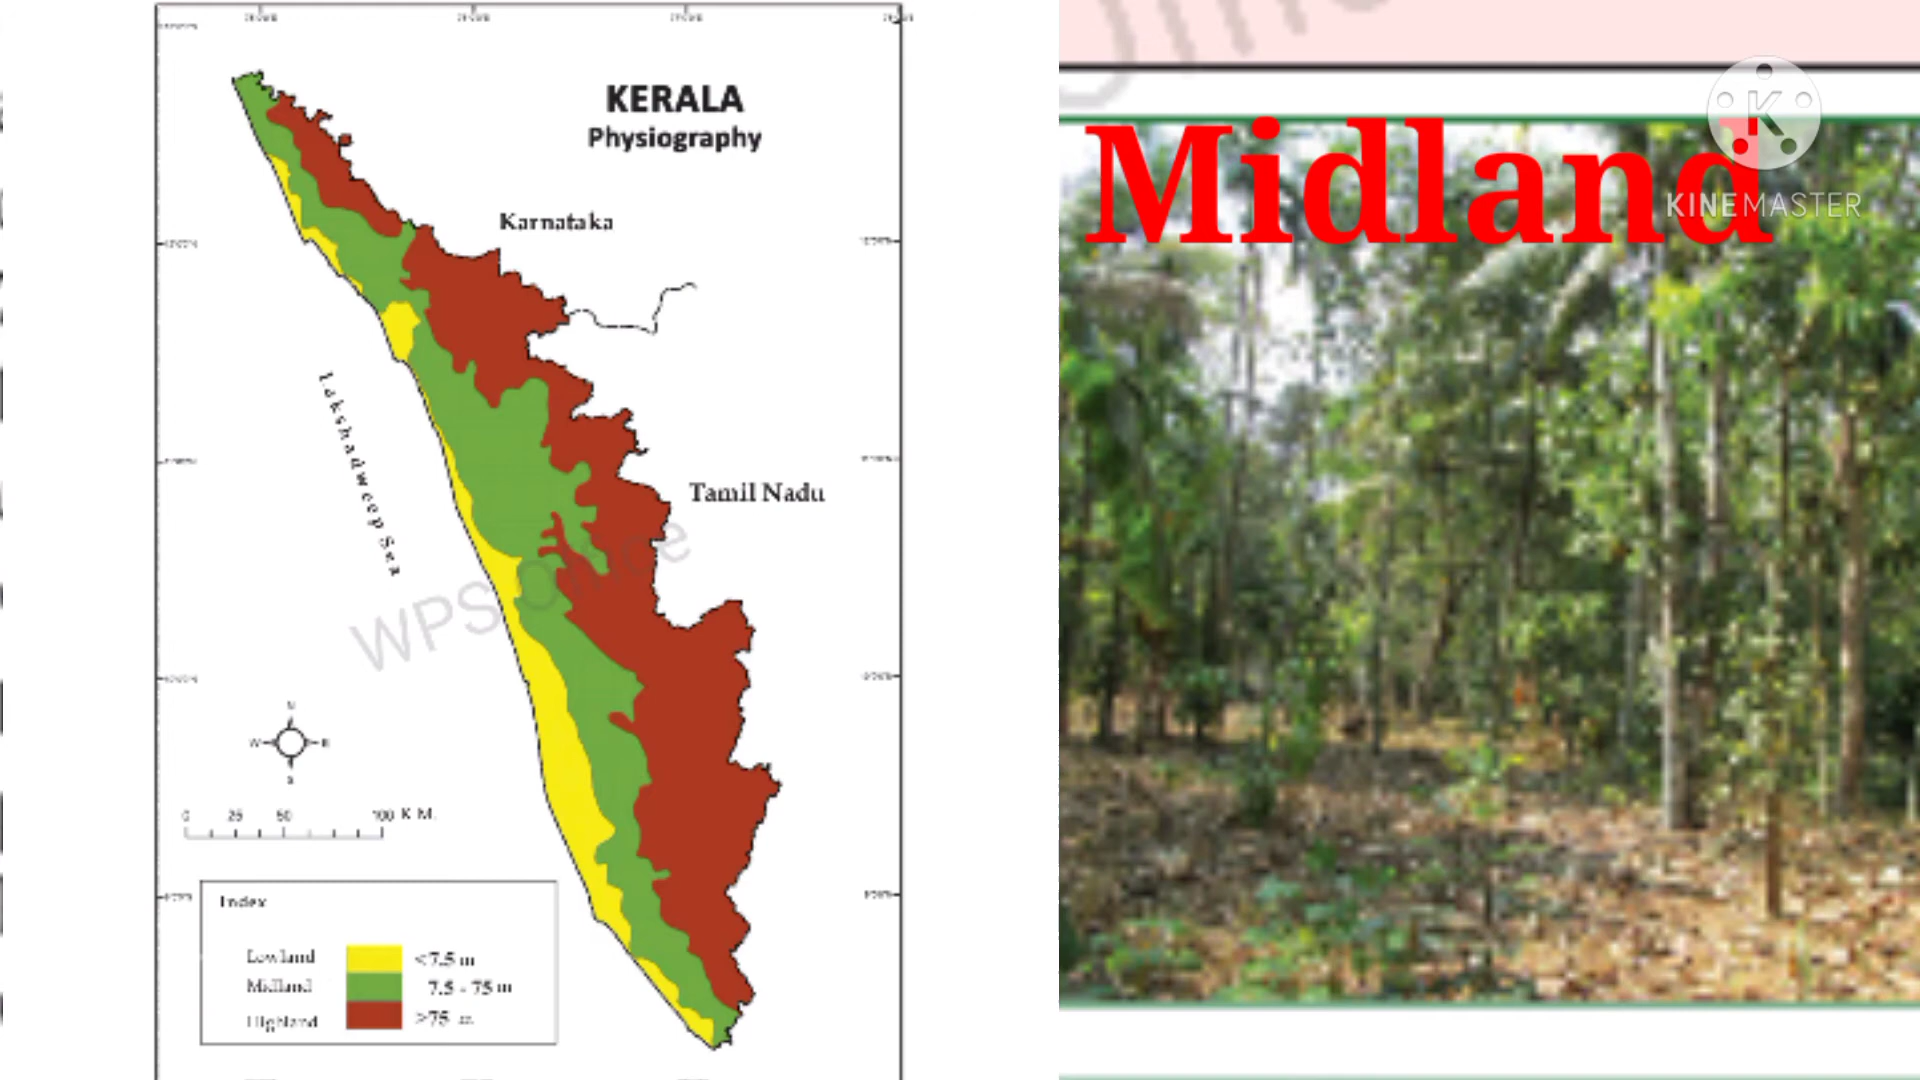 KERALA
Physiography
Karnataka
Lakshadweep Sea
Tamil Nadu
WPS Office
N
W E
S
0 25 50 100 K M.
Index
Lowland <7.5 m
Midland 7.5 - 75 m
Highland >75 m
Midland
K
KINEMASTER